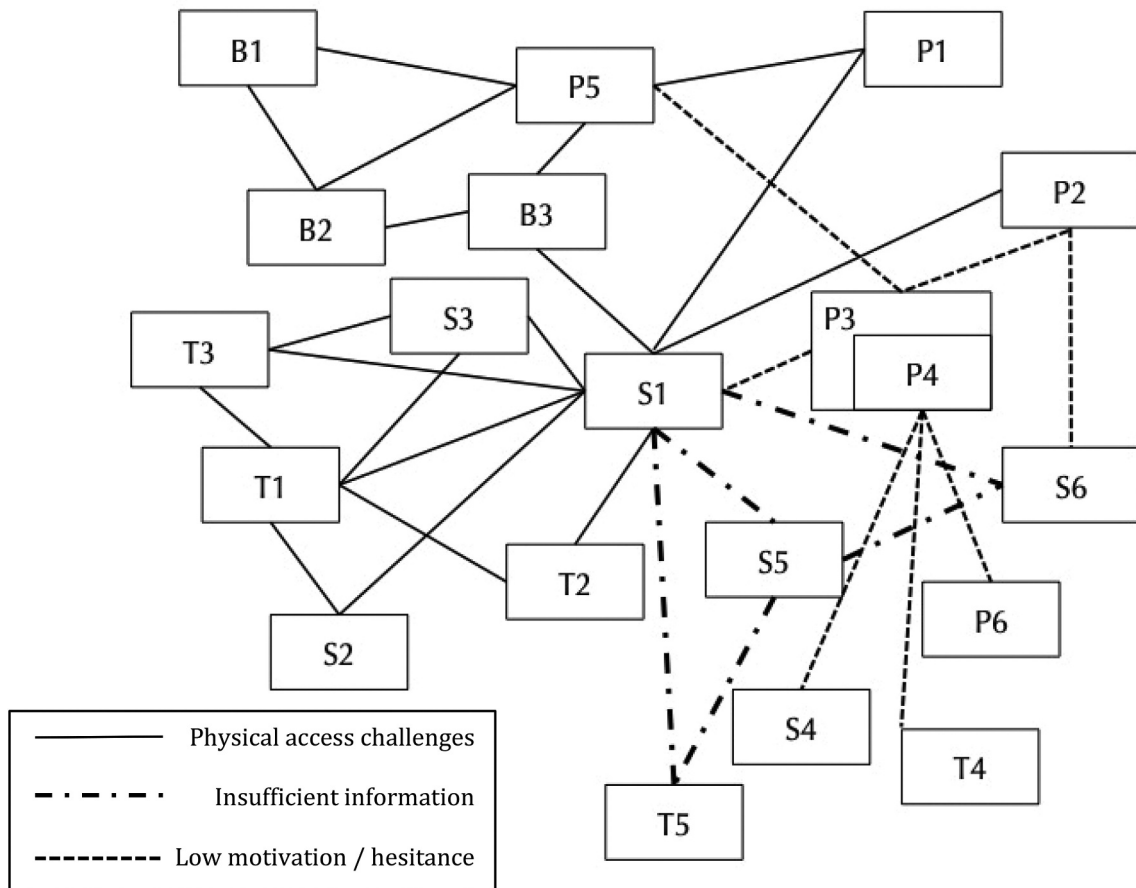 B1
P5
P1
P2
B2
B3
P3
P4
T3
S3
S1
T1
S6
S5
T2
P6
S2
S4
T4
T5
Physical access challenges
Insufficient information
Low motivation / hesitance